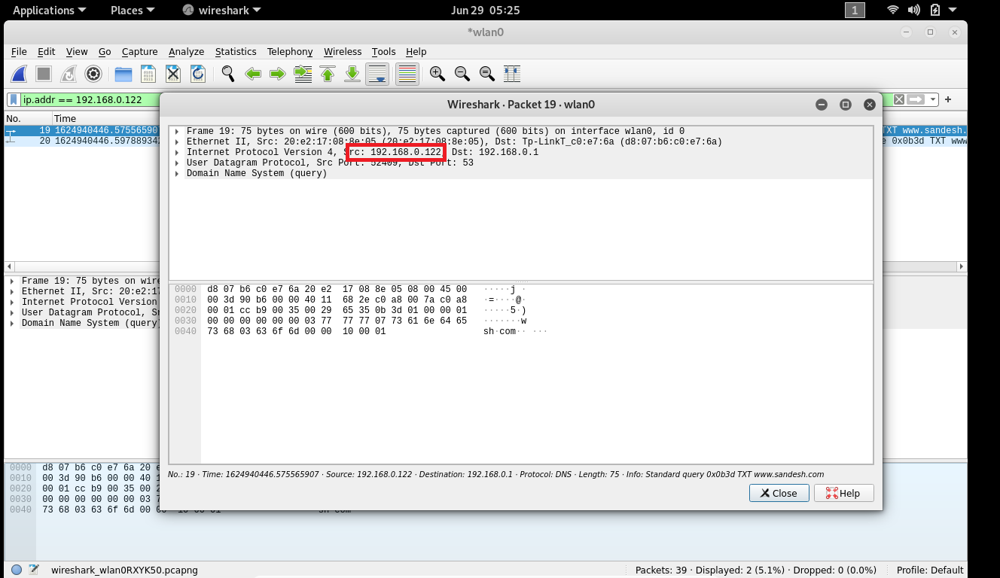 Applications Places wireshark Jun 29 05:25 1
*wlan0
File Edit View Go Capture Analyze Statistics Telephony Wireless Tools Help
ip.addr == 192.168.0.122
No. Time
19 1624940446.575565907 TXT www.sandesh.
20 1624940446.597889342 e 0x0b3d TXT www
Wireshark · Packet 19 · wlan0
Frame 19: 75 bytes on wire (600 bits), 75 bytes captured (600 bits) on interface wlan0, id 0
Ethernet II, Src: 20:e2:17:08:8e:05 (20:e2:17:08:8e:05), Dst: Tp-LinkT_c0:e7:6a (d8:07:b6:c0:e7:6a)
Internet Protocol Version 4, Src: 192.168.0.122, Dst: 192.168.0.1
User Datagram Protocol, Src Port: 52409, Dst Port: 53
Domain Name System (query)
0000 d8 07 b6 c0 e7 6a 20 e2 17 08 8e 05 08 00 45 00 ·····j ·
0010 00 3d 90 b6 00 00 40 11 68 2e c0 a8 00 7a c0 a8 ·=····@·
0020 00 01 cc b9 00 35 00 29 65 35 0b 3d 01 00 00 01 ·····5·)
0030 00 00 00 00 00 00 03 77 77 77 07 73 61 6e 64 65 ·······w
0040 73 68 03 63 6f 6d 00 00 10 00 01 sh·com·· ···
No.: 19 · Time: 1624940446.575565907 · Source: 192.168.0.122 · Destination: 192.168.0.1 · Protocol: DNS · Length: 75 · Info: Standard query 0x0b3d TXT www.sandesh.com
Close Help
Frame 19: 75 bytes on wire
Ethernet II, Src: 20:e2:17
Internet Protocol Version
User Datagram Protocol, Sr
Domain Name System (query)
0000 d8 07 b6 c0 e7 6a 20 e
0010 00 3d 90 b6 00 00 40 1
0020 00 01 cc b9 00 35 00 2
0030 00 00 00 00 00 00 03 7
0040 73 68 03 63 6f 6d 00 00 10 00 01 sh com
wireshark_wlan0RXYK50.pcapng Packets: 39 · Displayed: 2 (5.1%) · Dropped: 0 (0.0%) Profile: Default